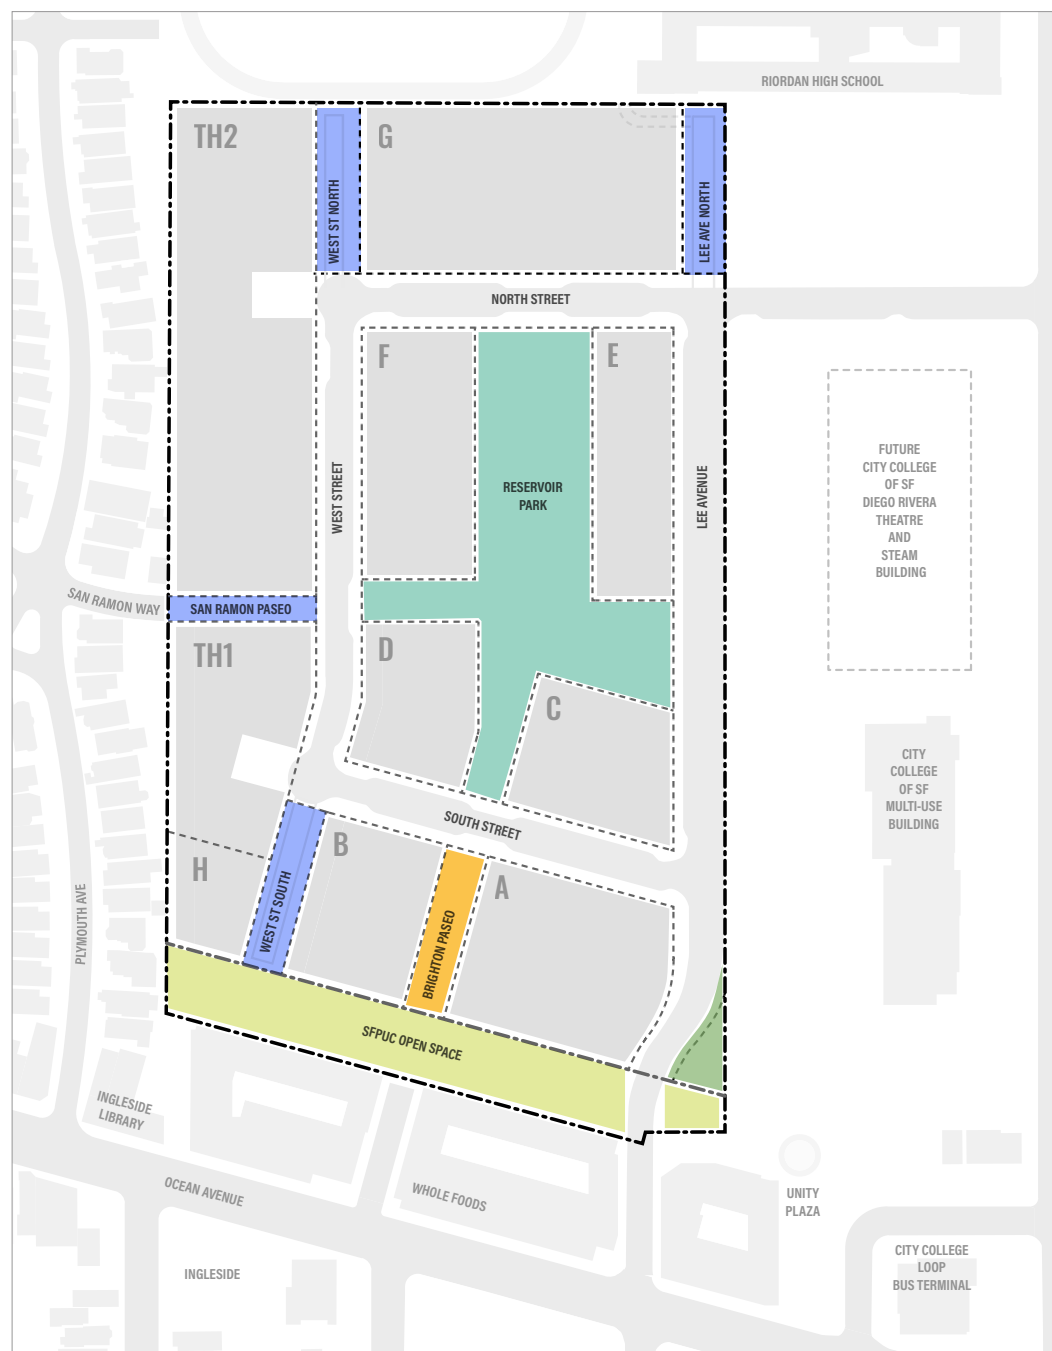 RIORDAN HIGH SCHOOL
TH2
G
WEST ST NORTH
LEE AVE NORTH
NORTH STREET
F
E
RESERVOIR
PARK
WEST STREET
LEE AVENUE
FUTURE
CITY COLLEGE
OF SF
DIEGO RIVERA
THEATRE
AND
STEAM
BUILDING
SAN RAMON WAY
SAN RAMON PASEO
TH1
D
C
CITY
COLLEGE
OF SF
MULTI-USE
BUILDING
SOUTH STREET
B
H
A
PLYMOUTH AVE
WEST ST SOUTH
BRIGHTON PASEO
SFPUC OPEN SPACE
INGLESIDE
LIBRARY
OCEAN AVENUE
WHOLE FOODS
UNITY
PLAZA
INGLESIDE
CITY COLLEGE
LOOP
BUS TERMINAL